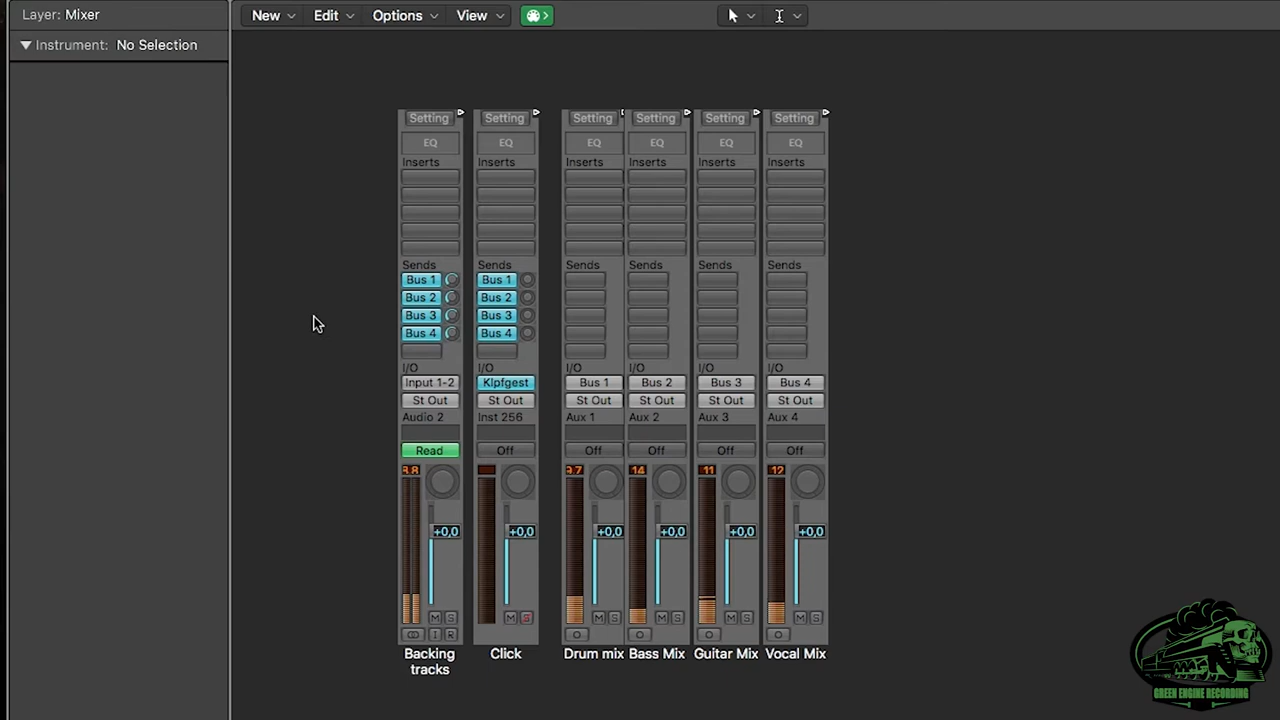 Layer: Mixer
New Edit Options View
Instrument: No Selection
Setting Setting Setting Setting Setting Setting
EQ EQ EQ EQ EQ EQ
Inserts Inserts Inserts Inserts Inserts Inserts
Sends Sends Sends Sends Sends Sends
Bus 1 Bus 1
Bus 2 Bus 2
Bus 3 Bus 3
Bus 4 Bus 4
I/O I/O I/O I/O I/O I/O
Input 1-2 Klpfgest Bus 1 Bus 2 Bus 3 Bus 4
St Out St Out St Out St Out St Out St Out
Audio 2 Inst 256 Aux 1 Aux 2 Aux 3 Aux 4
Read Off Off Off Off Off
14 11 12
+0,0 +0,0 +0,0 +0,0 +0,0 +0,0
M S M S M S M S M S M S
I R
Backing Click Drum mix Bass Mix Guitar Mix Vocal Mix
tracks
GREEN ENGINE RECORDING